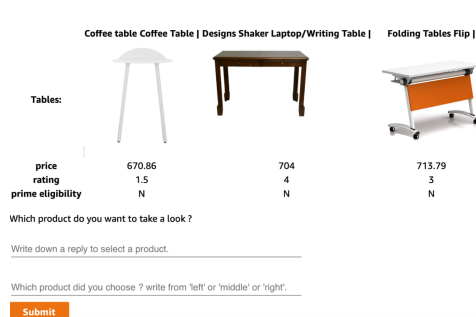 Coffee table Coffee Table | Designs Shaker Laptop/Writing Table | Folding Tables Flip |
Tables:
price 670.86 704 713.79
rating 1.5 4 3
prime eligibility N N N
Which product do you want to take a look ?
Write down a reply to select a product.
Which product did you choose ? write from 'left' or 'middle' or 'right'.
Submit